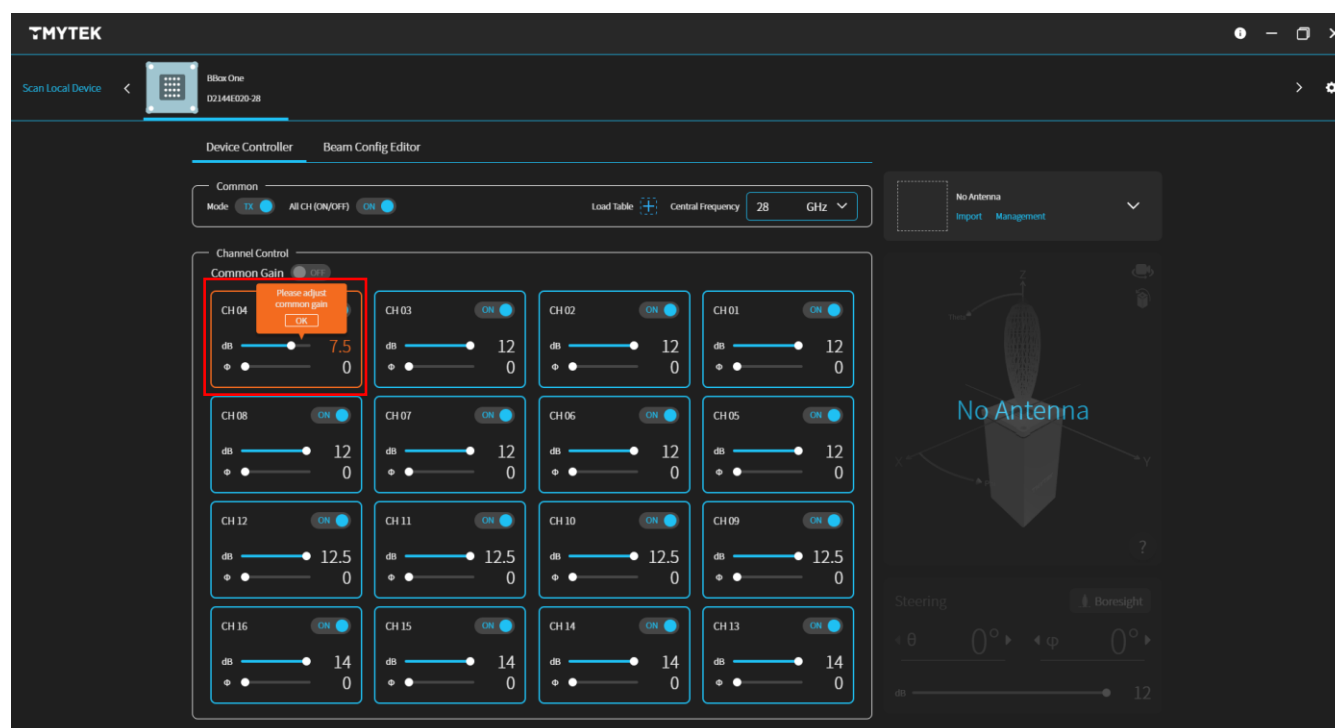 TMYTEK
Scan Local Device
BBox One
D2144E020-28
Device Controller Beam Config Editor
Common
Mode TX All CH (ON/OFF) ON Load Table Central Frequency 28 GHz
No Antenna
Import Management
Channel Control
Common Gain OFF
Please adjust
common gain
OK
CH 04 CH 03 ON CH 02 ON CH 01 ON
dB 7.5 dB 12 dB 12 dB 12
Φ 0 Φ 0 Φ 0 Φ 0
CH 08 ON CH 07 ON CH 06 ON CH 05 ON
dB 12 dB 12 dB 12 dB 12
Φ 0 Φ 0 Φ 0 Φ 0
CH 12 ON CH 11 ON CH 10 ON CH 09 ON
dB 12.5 dB 12.5 dB 12.5 dB 12.5
Φ 0 Φ 0 Φ 0 Φ 0
CH 16 ON CH 15 ON CH 14 ON CH 13 ON
dB 14 dB 14 dB 14 dB 14
Φ 0 Φ 0 Φ 0 Φ 0
Z
Theta
No Antenna
X Y
?
Steering Boresight
θ 0° φ 0°
dB 12